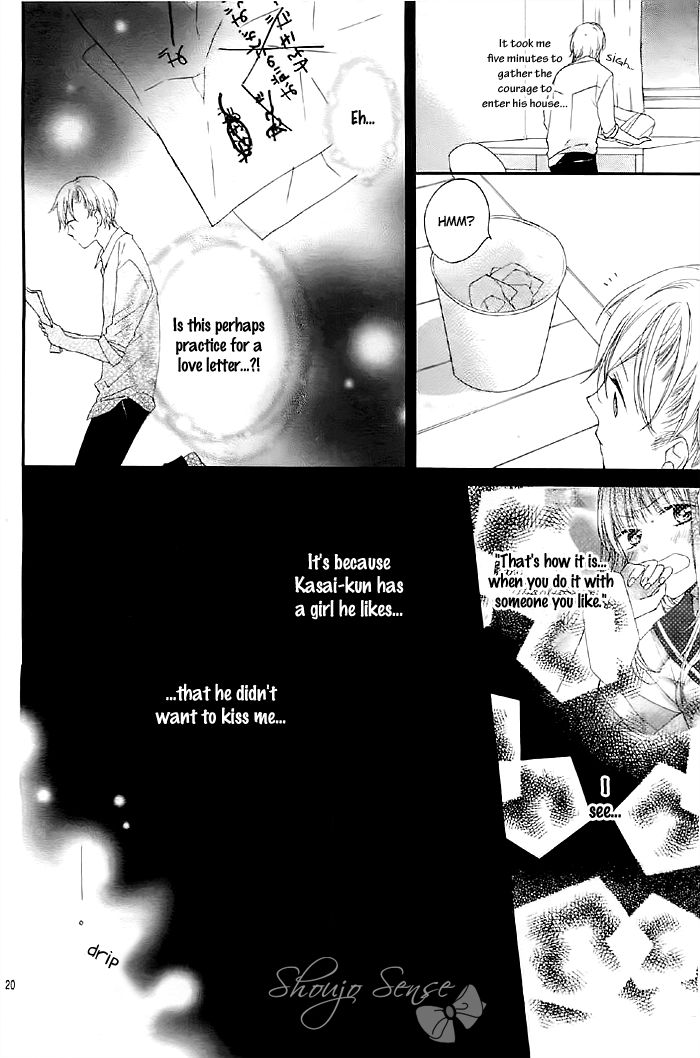 It took me
five minutes to
gather the
courage to
enter his house...
SIGH..
HMM?
Eh...
Is this perhaps
practice for a
love letter...?!
"That's how it is...
when you do it with
someone you like."
I
see...
It's because
Kasai-kun has
a girl he likes...
...that he didn't
want to kiss me...
drip
20
Shoujo Sense